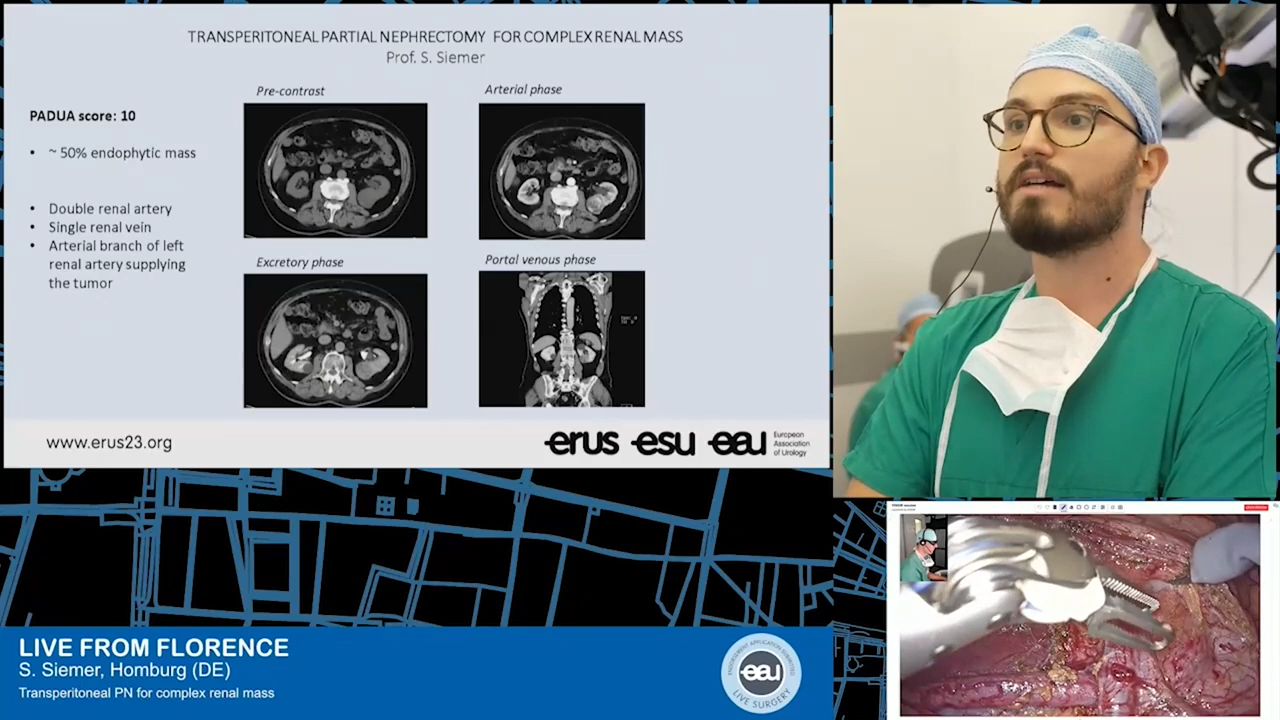 TRANSPERITONEAL PARTIAL NEPHRECTOMY FOR COMPLEX RENAL MASS
Prof. S. Siemer
PADUA score: 10
• ~ 50% endophytic mass
• Double renal artery
• Single renal vein
• Arterial branch of left
renal artery supplying
the tumor
Pre-contrast
Arterial phase
Excretory phase
Portal venous phase
www.erus23.org
erus esu eau
European
Association
of Urology
LIVE FROM FLORENCE
S. Siemer, Homburg (DE)
Transperitoneal PN for complex renal mass
eau
LIVE SURGERY